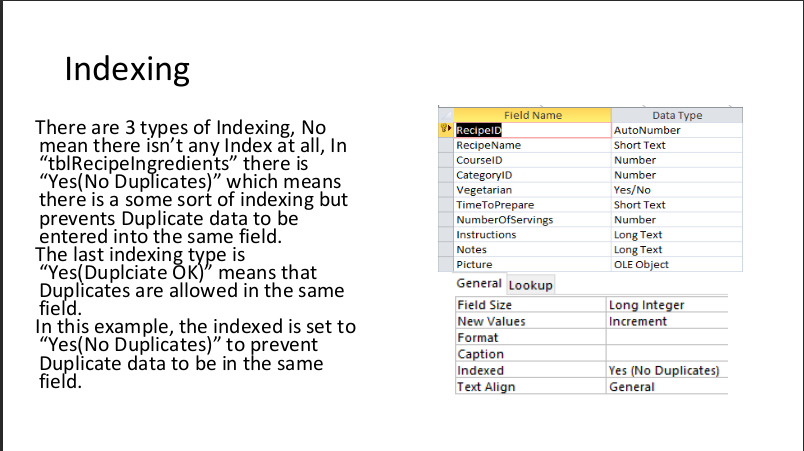 Indexing
There are 3 types of Indexing, No
mean there isn’t any Index at all, In
“tblRecipeIngredients” there is
“Yes(No Duplicates)” which means
there is a some sort of indexing but
prevents Duplicate data to be
entered into the same field.
The last indexing type is
“Yes(Duplciate OK)” means that
Duplicates are allowed in the same
field.
In this example, the indexed is set to
“Yes(No Duplicates)” to prevent
Duplicate data to be in the same
field.
Field Name Data Type
RecipeID AutoNumber
RecipeName Short Text
CourseID Number
CategoryID Number
Vegetarian Yes/No
TimeToPrepare Short Text
NumberOfServings Number
Instructions Long Text
Notes Long Text
Picture OLE Object
General Lookup
Field Size Long Integer
New Values Increment
Format
Caption
Indexed Yes (No Duplicates)
Text Align General